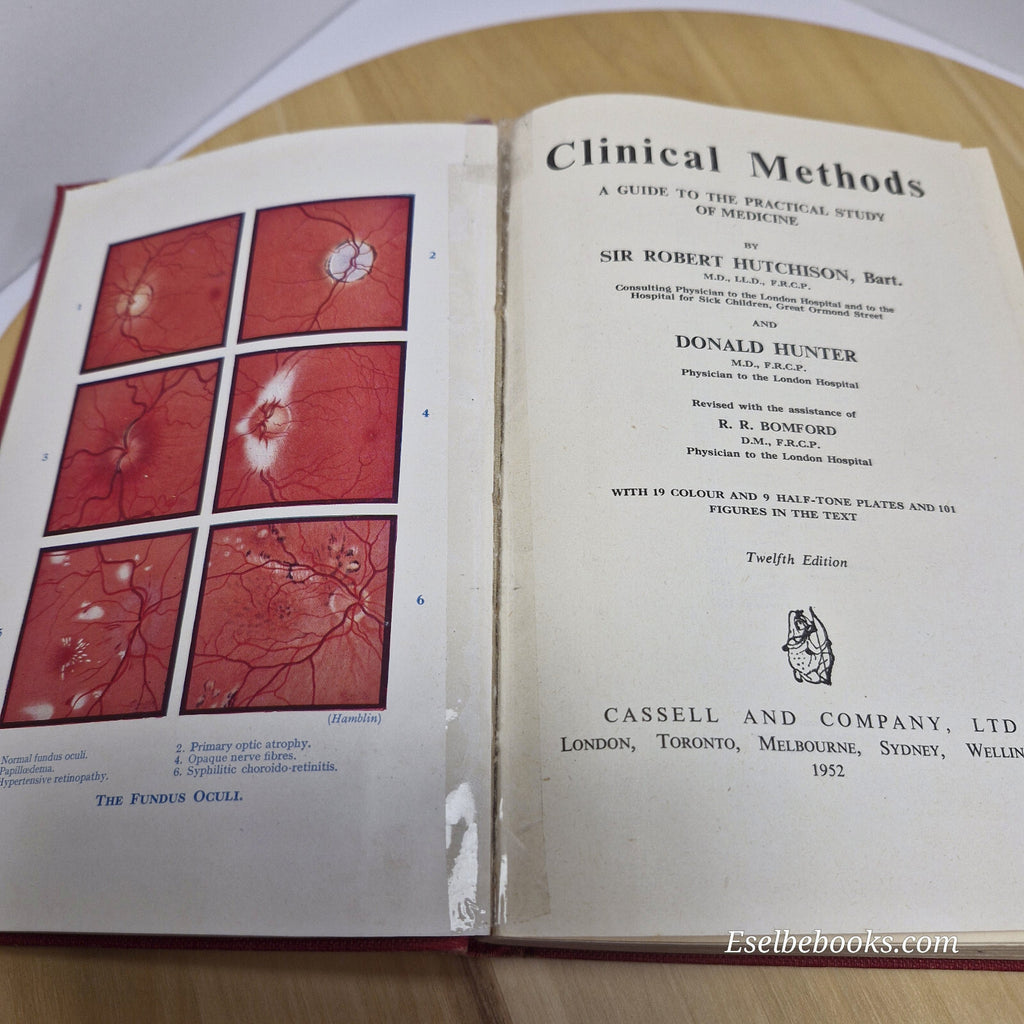 1
2
3
4
6
(Hamblin)
Normal fundus oculi.
Papillœdema.
Hypertensive retinopathy.
2. Primary optic atrophy.
4. Opaque nerve fibres.
6. Syphilitic choroido-retinitis.
THE FUNDUS OCULI.
Clinical Methods
A GUIDE TO THE PRACTICAL STUDY
OF MEDICINE
BY
SIR ROBERT HUTCHISON, Bart.
M.D., LL.D., F.R.C.P.
Consulting Physician to the London Hospital and to the
Hospital for Sick Children, Great Ormond Street
AND
DONALD HUNTER
M.D., F.R.C.P.
Physician to the London Hospital
Revised with the assistance of
R. R. BOMFORD
D.M., F.R.C.P.
Physician to the London Hospital
WITH 19 COLOUR AND 9 HALF-TONE PLATES AND 101
FIGURES IN THE TEXT
Twelfth Edition
CASSELL AND COMPANY, LTD
LONDON, TORONTO, MELBOURNE, SYDNEY, WELLIN
1952
Eselbebooks.com